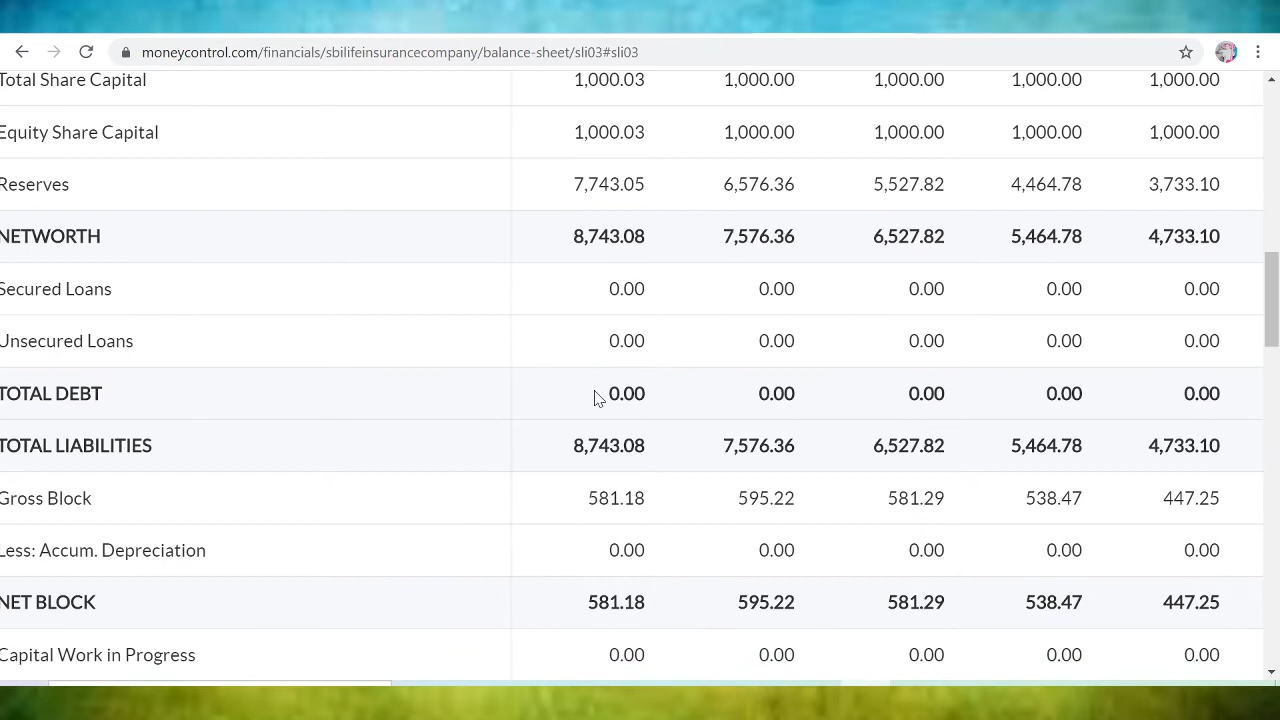 moneycontrol.com/financials/sbilifeinsurancecompany/balance-sheet/sli03#sli03
Total Share Capital 1,000.03 1,000.00 1,000.00 1,000.00 1,000.00
Equity Share Capital 1,000.03 1,000.00 1,000.00 1,000.00 1,000.00
Reserves 7,743.05 6,576.36 5,527.82 4,464.78 3,733.10
NETWORTH 8,743.08 7,576.36 6,527.82 5,464.78 4,733.10
Secured Loans 0.00 0.00 0.00 0.00 0.00
Unsecured Loans 0.00 0.00 0.00 0.00 0.00
TOTAL DEBT 0.00 0.00 0.00 0.00 0.00
TOTAL LIABILITIES 8,743.08 7,576.36 6,527.82 5,464.78 4,733.10
Gross Block 581.18 595.22 581.29 538.47 447.25
Less: Accum. Depreciation 0.00 0.00 0.00 0.00 0.00
NET BLOCK 581.18 595.22 581.29 538.47 447.25
Capital Work in Progress 0.00 0.00 0.00 0.00 0.00